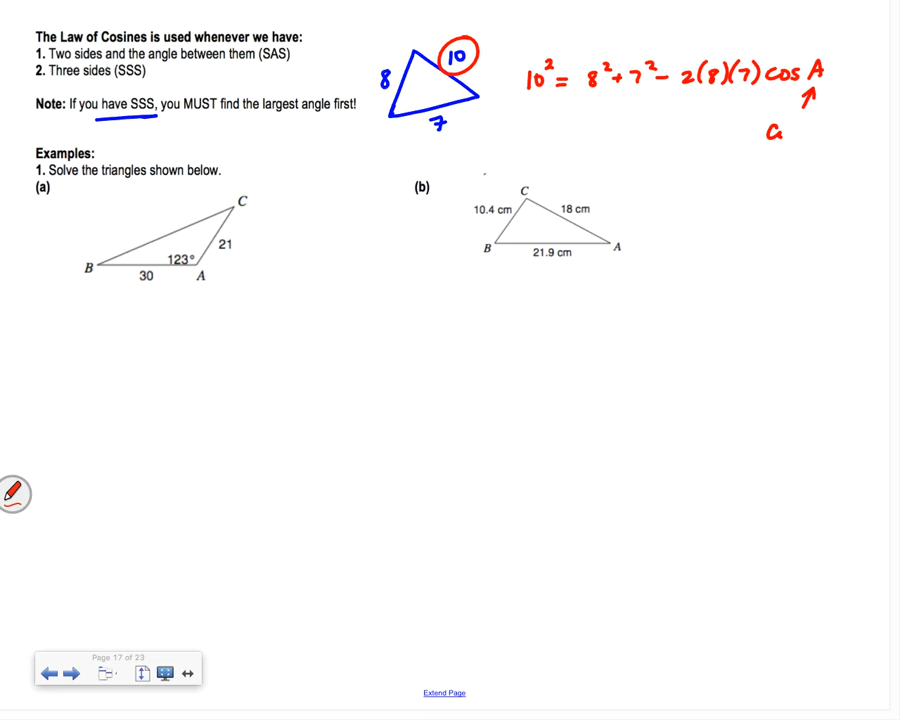 The Law of Cosines is used whenever we have:
1. Two sides and the angle between them (SAS)
2. Three sides (SSS)
Note: If you have SSS, you MUST find the largest angle first!
8
10
7
10² = 8² + 7² - 2(8)(7) cos A
a
Examples:
1. Solve the triangles shown below.
(a)
C
21
123°
B
A
30
(b)
C
10.4 cm
18 cm
B
A
21.9 cm
Page 17 of 23
Extend Page